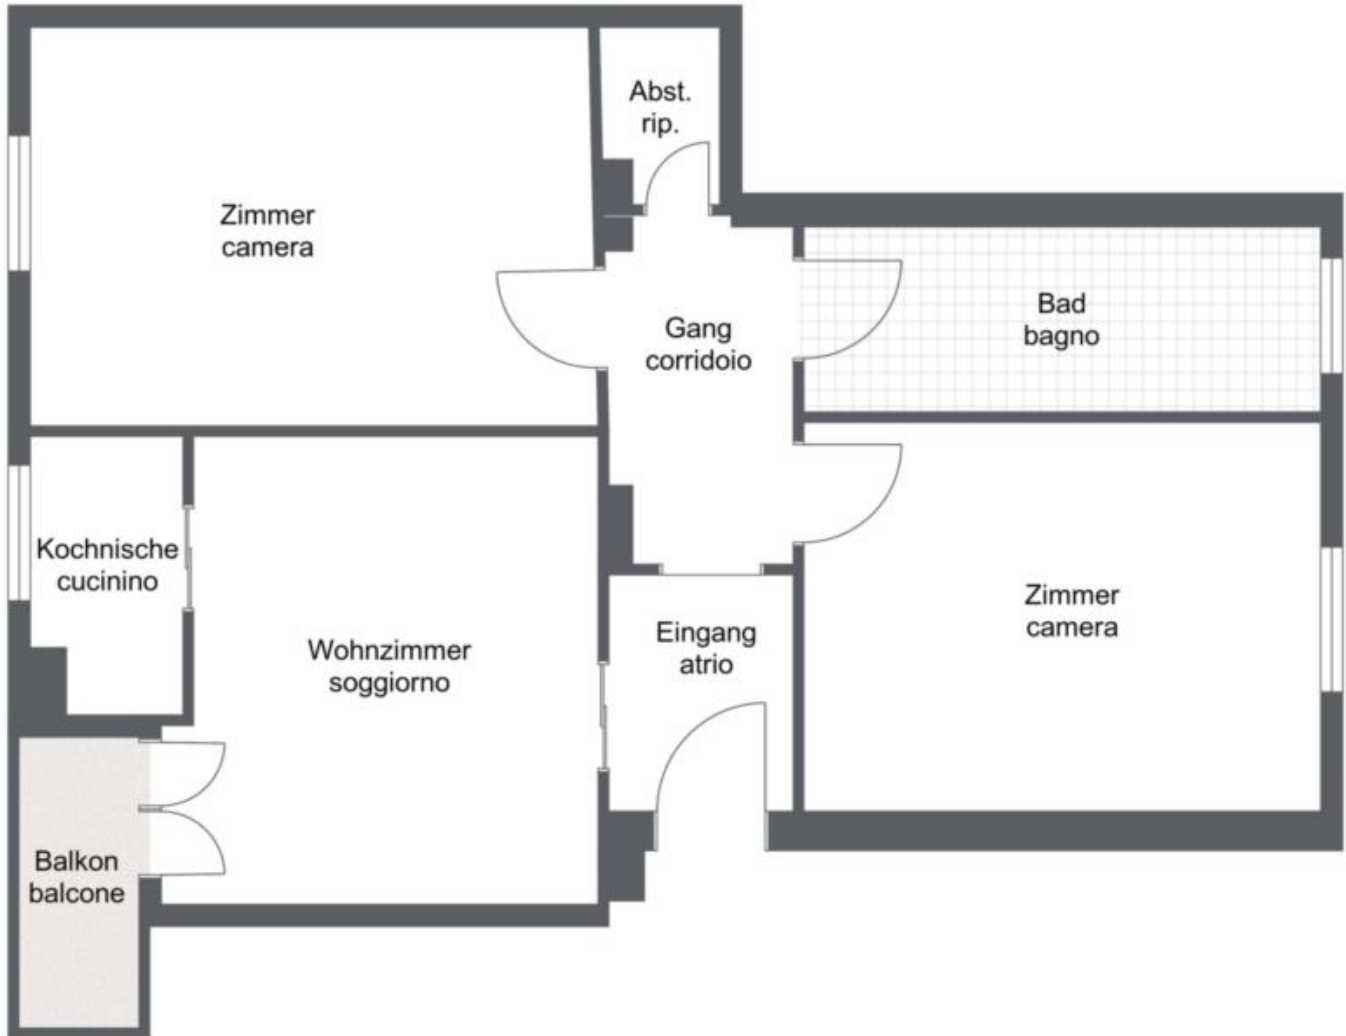 Abst.
rip.
Zimmer
camera
Bad
bagno
Gang
corridoio
Kochnische
cucinino
Zimmer
camera
Eingang
atrio
Wohnzimmer
soggiorno
Balkon
balcone